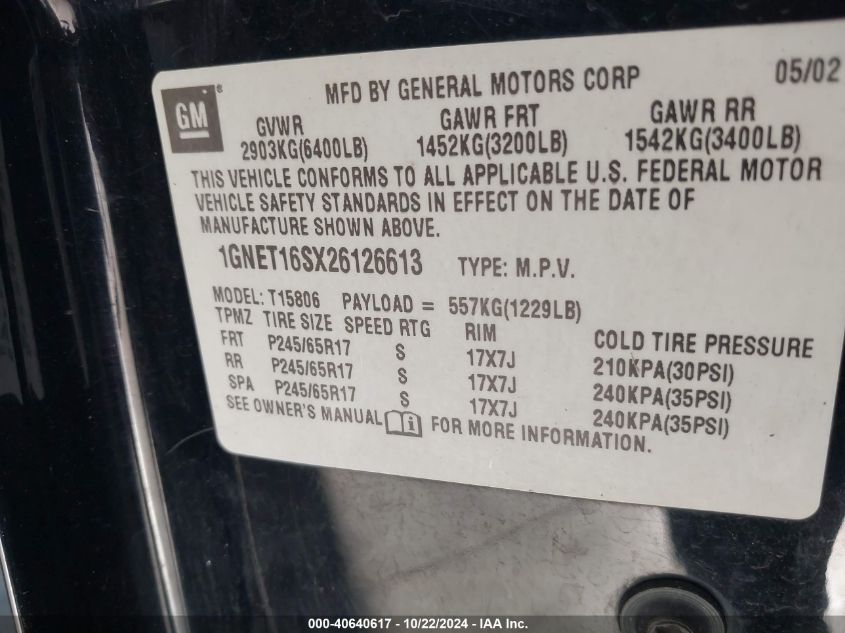 MFD BY GENERAL MOTORS CORP 05/02
GM®
GVWR GAWR FRT GAWR RR
2903KG(6400LB) 1452KG(3200LB) 1542KG(3400LB)
THIS VEHICLE CONFORMS TO ALL APPLICABLE U.S. FEDERAL MOTOR
VEHICLE SAFETY STANDARDS IN EFFECT ON THE DATE OF
MANUFACTURE SHOWN ABOVE.
1GNET16SX26126613 TYPE: M.P.V.
MODEL: T15806 PAYLOAD = 557KG(1229LB)
TPMZ TIRE SIZE SPEED RTG RIM COLD TIRE PRESSURE
FRT P245/65R17 S 17X7J 210KPA(30PSI)
RR P245/65R17 S 17X7J 240KPA(35PSI)
SPA P245/65R17 S 17X7J 240KPA(35PSI)
SEE OWNER'S MANUAL FOR MORE INFORMATION.
000-40640617 - 10/22/2024 - IAA Inc.